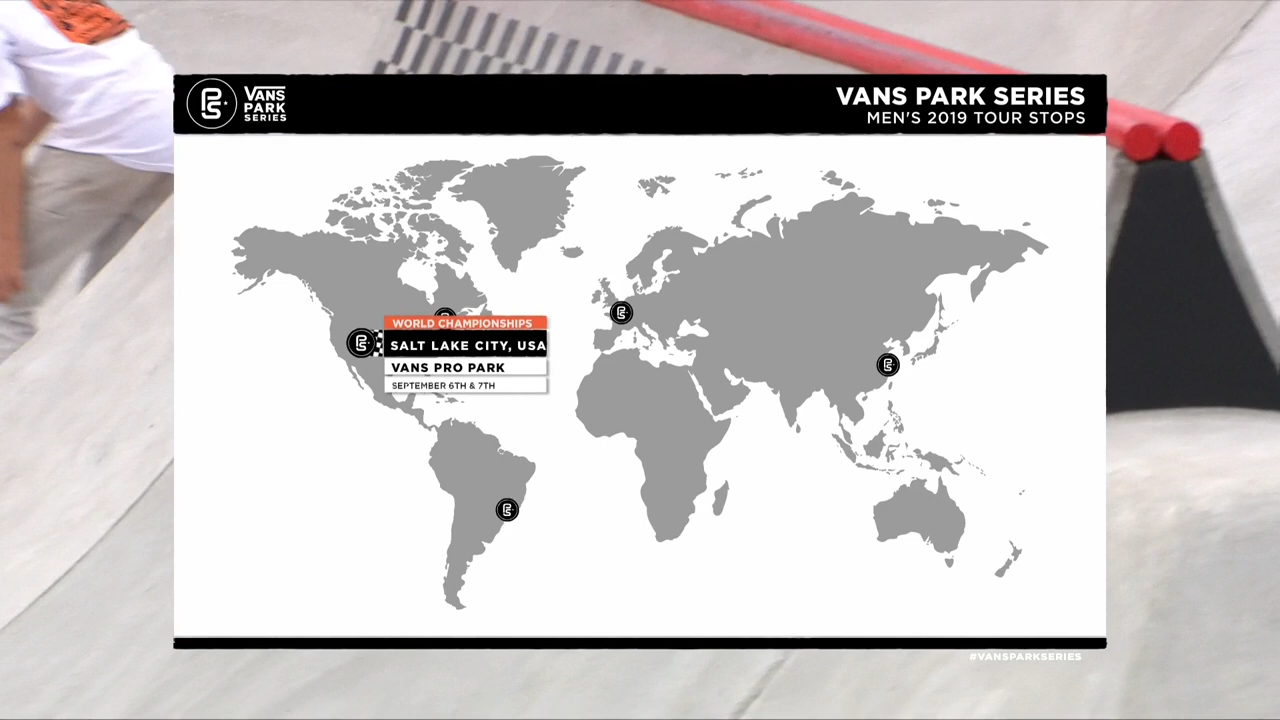 VANS
PARK
SERIES
VANS PARK SERIES
MEN'S 2019 TOUR STOPS
WORLD CHAMPIONSHIPS
SALT LAKE CITY, USA
VANS PRO PARK
SEPTEMBER 6TH & 7TH
#VANSPARKSERIES